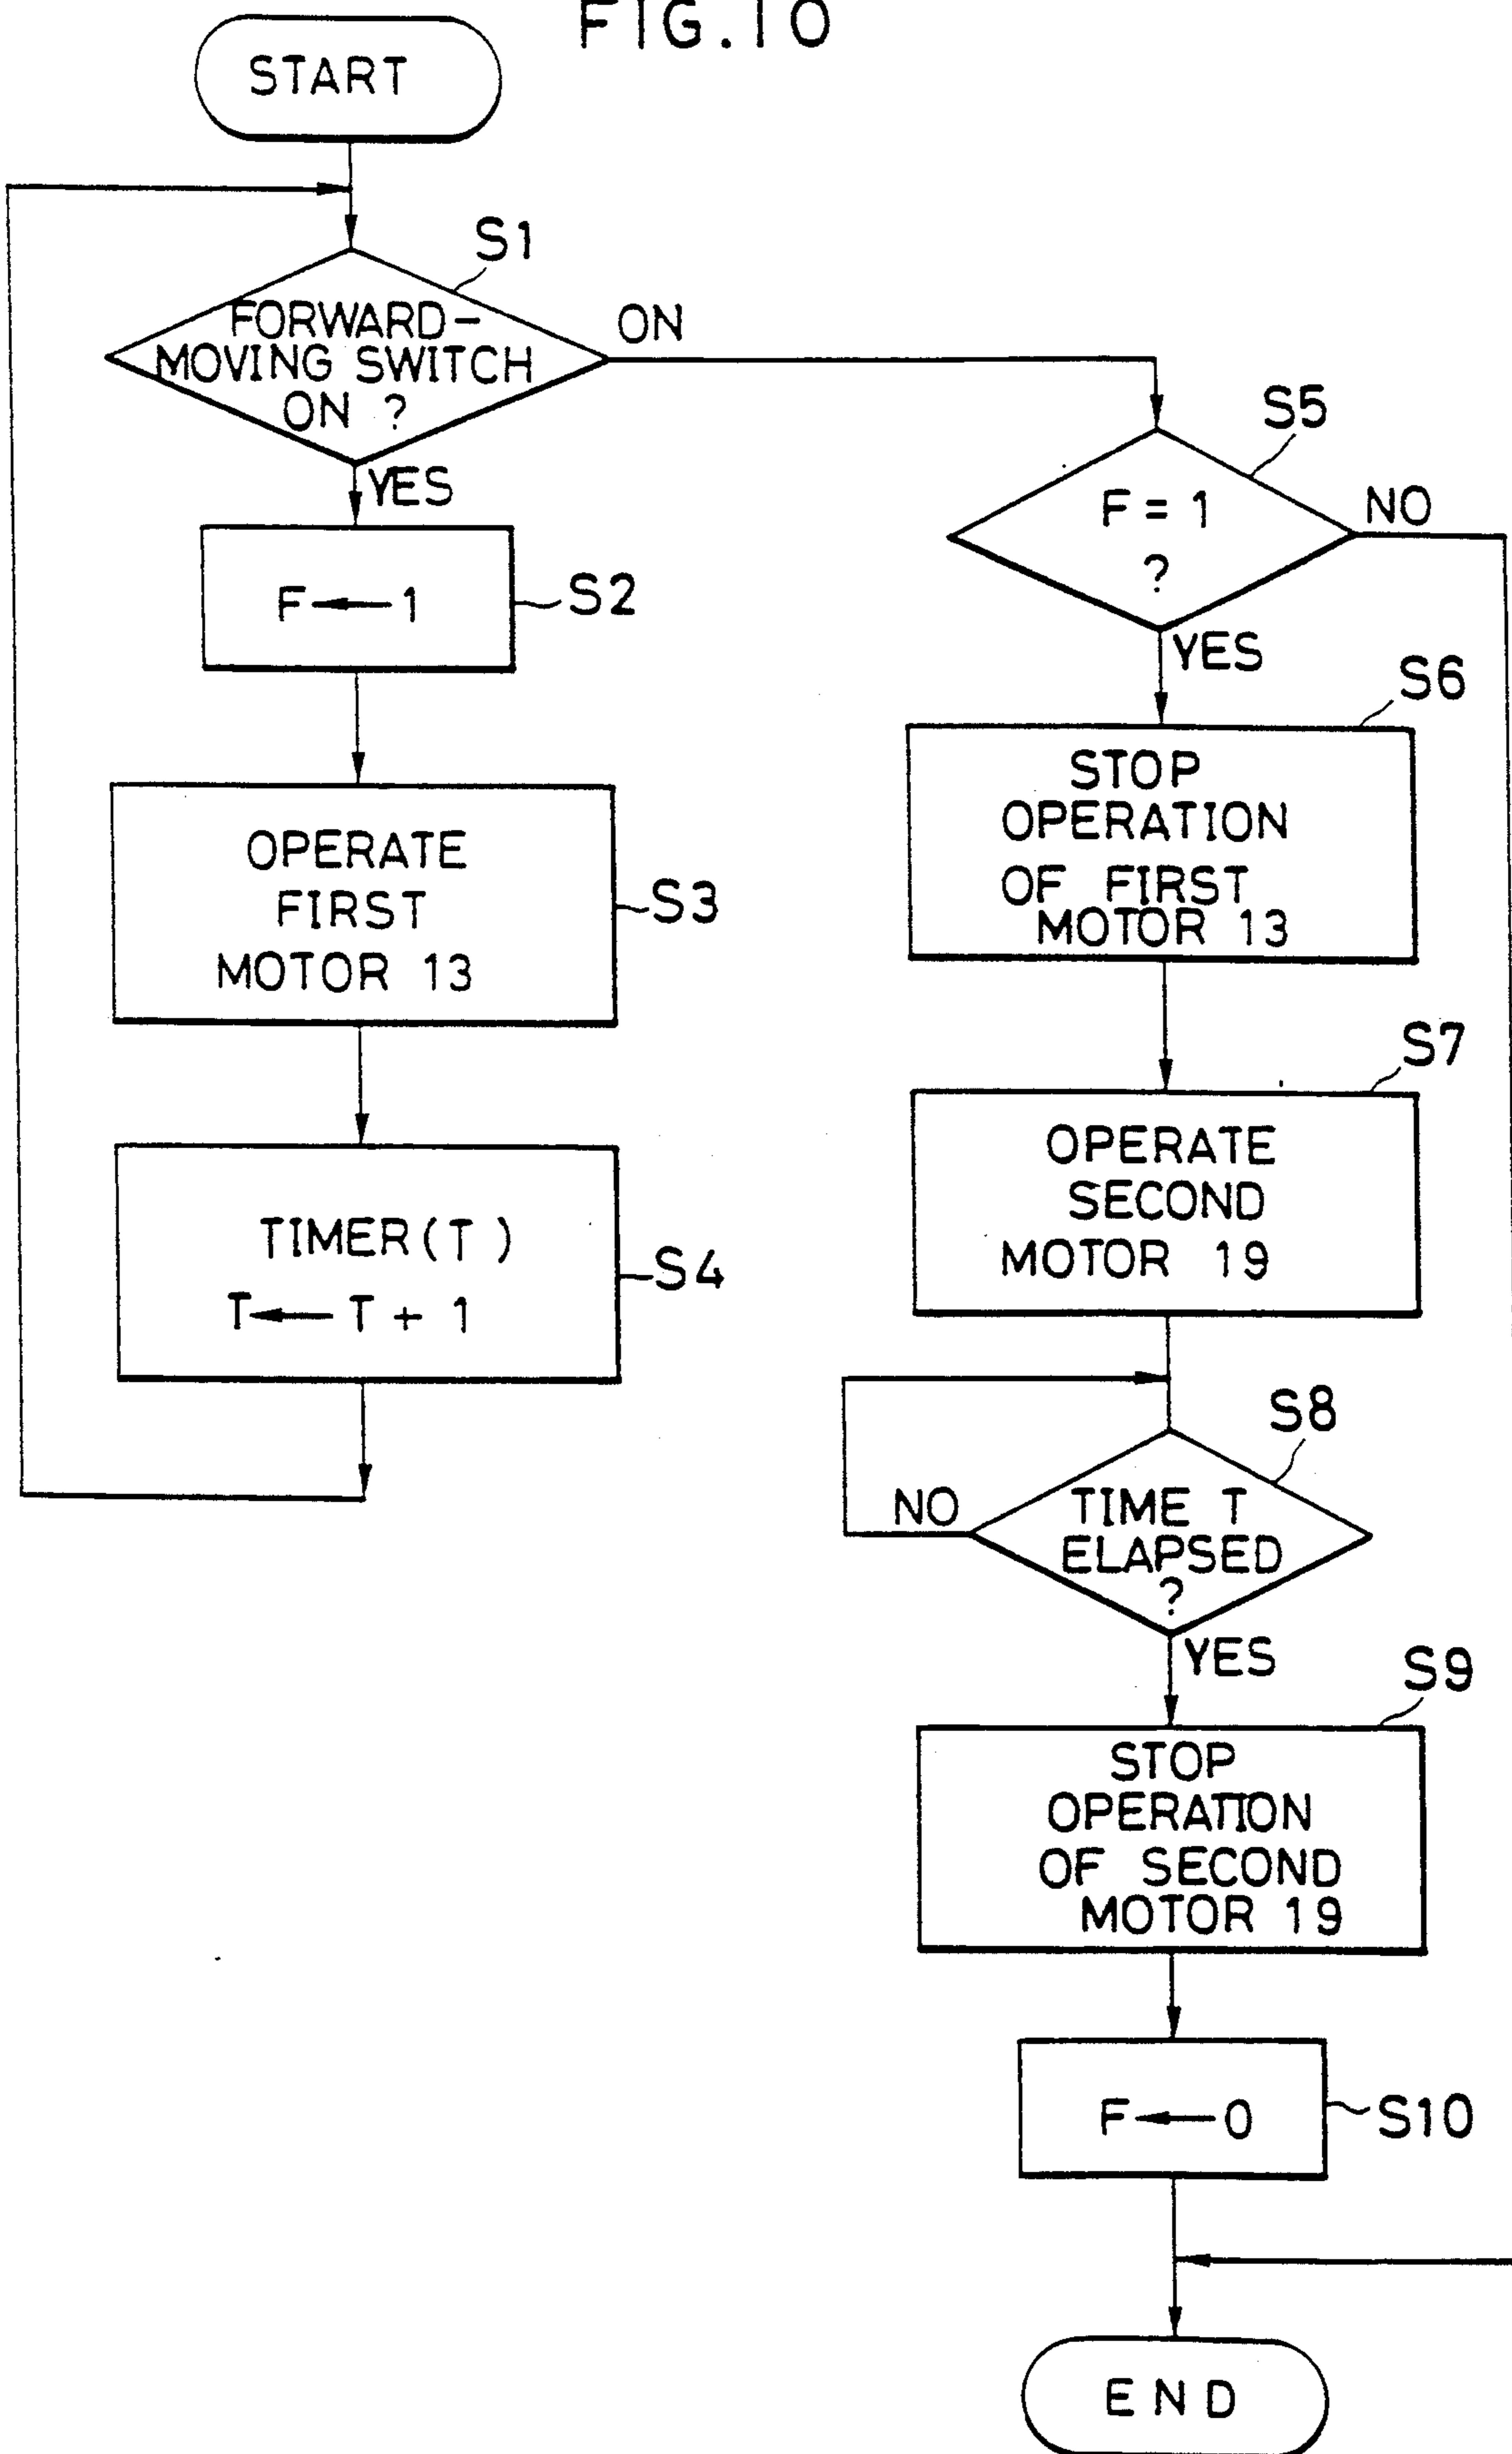 FIG.10
START
S1
FORWARD-
MOVING SWITCH
ON ?
ON
YES
F←1
S2
OPERATE
FIRST
MOTOR 13
S3
TIMER(T)
T←T + 1
S4
S5
F = 1
?
NO
YES
S6
STOP
OPERATION
OF FIRST
MOTOR 13
S7
OPERATE
SECOND
MOTOR 19
S8
NO
TIME T
ELAPSED
?
YES
S9
STOP
OPERATION
OF SECOND
MOTOR 19
F←0
S10
END